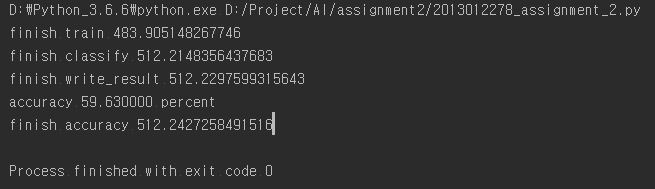 D:#Python_3.6.6#python.exe D:/Project/AI/assignment2/2013012278_assignment_2.py
finish train 483.905148267746
finish classify 512.2148356437683
finish write_result 512.2297599315643
accuracy 59.630000 percent
finish accuracy 512.2427258491516
Process finished with exit code 0